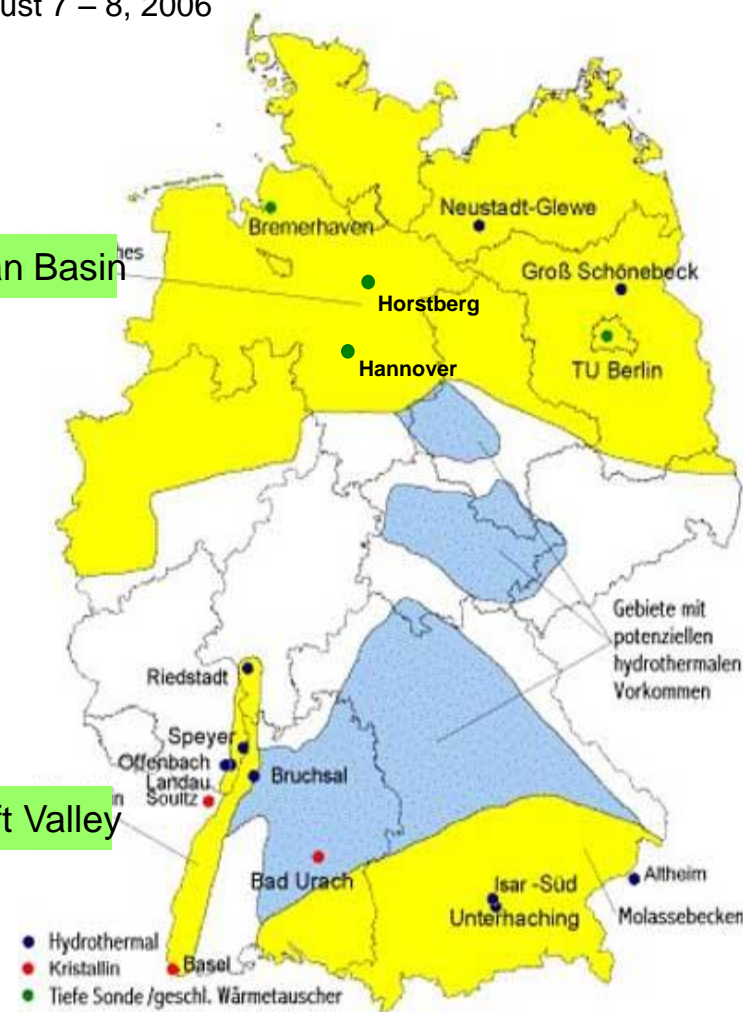 ust 7 – 8, 2006
Bremerhaven
Neustadt-Glewe
an Basin
hes
Groß Schönebeck
Horstberg
TU Berlin
Hannover
Gebiete mit
potenziellen
hydrothermalen
Vorkommen
Riedstadt
Speyer
Offenbach
Landau
Bruchsal
Soultz
ft Valley
Bad Urach
Altheim
Isar -Süd
Unterhaching
Molassebecken
Hydrothermal
Kristallin
Basel
Tiefe Sonde /geschl. Wärmetauscher